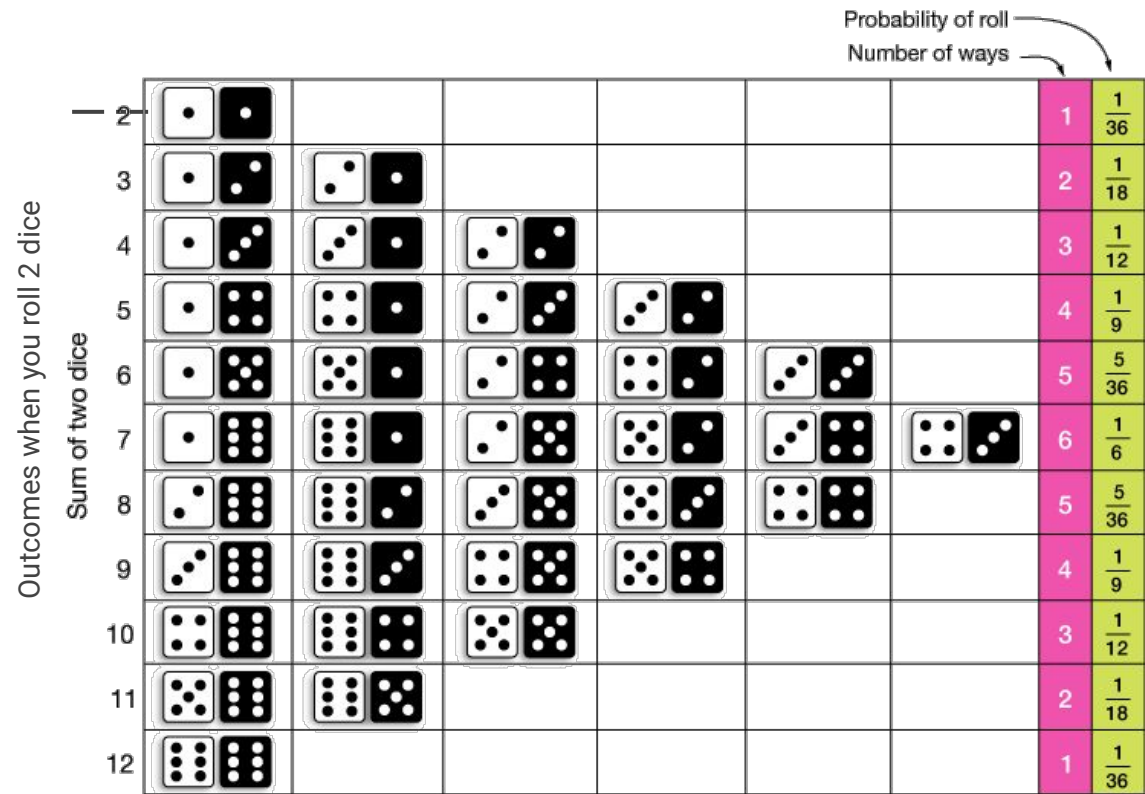 Probability of roll
Number of ways
Outcomes when you roll 2 dice
Sum of two dice
2 1 1/36
3 2 1/18
4 3 1/12
5 4 1/9
6 5 5/36
7 6 1/6
8 5 5/36
9 4 1/9
10 3 1/12
11 2 1/18
12 1 1/36